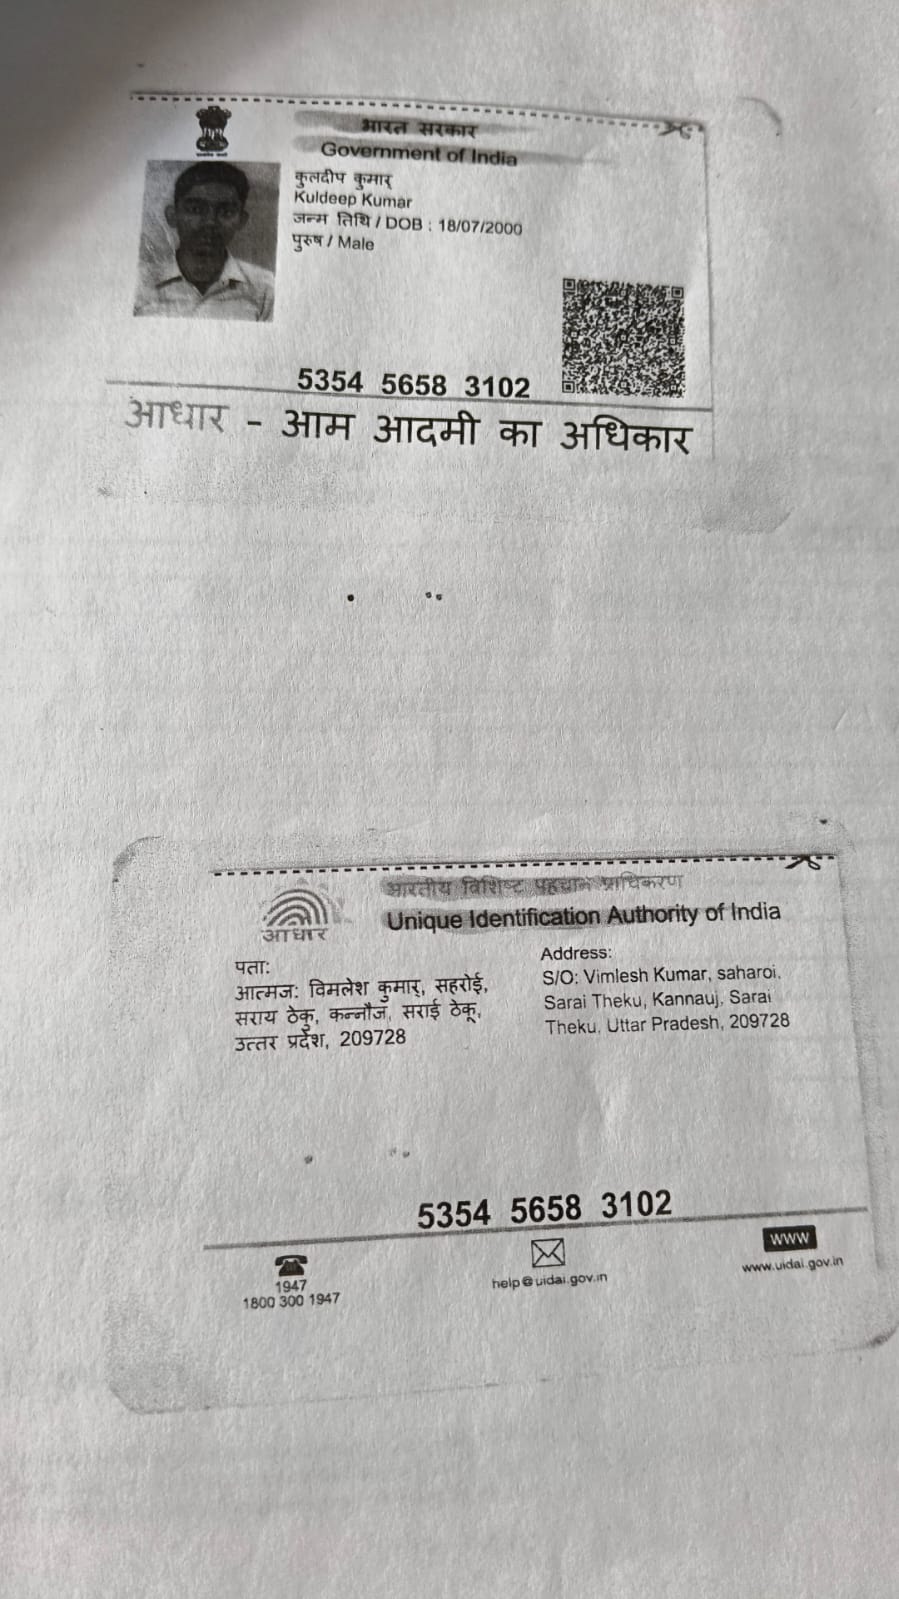 भारत सरकार
Government of India
कुलदीप कुमार
Kuldeep Kumar
जन्म तिथि / DOB : 18/07/2000
पुरुष / Male
5354 5658 3102
आधार - आम आदमी का अधिकार
भारतीय विशिष्ट पहचान प्राधिकरण
Unique Identification Authority of India
आधार
पता:
आत्मज: विमलेश कुमार, सहरोई,
सराय ठेकु, कन्नौज, सराई ठेकू,
उत्तर प्रदेश, 209728
Address:
S/O: Vimlesh Kumar, saharoi,
Sarai Theku, Kannauj, Sarai
Theku, Uttar Pradesh, 209728
5354 5658 3102
1947
1800 300 1947
help@uidai.gov.in
WWW
www.uidai.gov.in